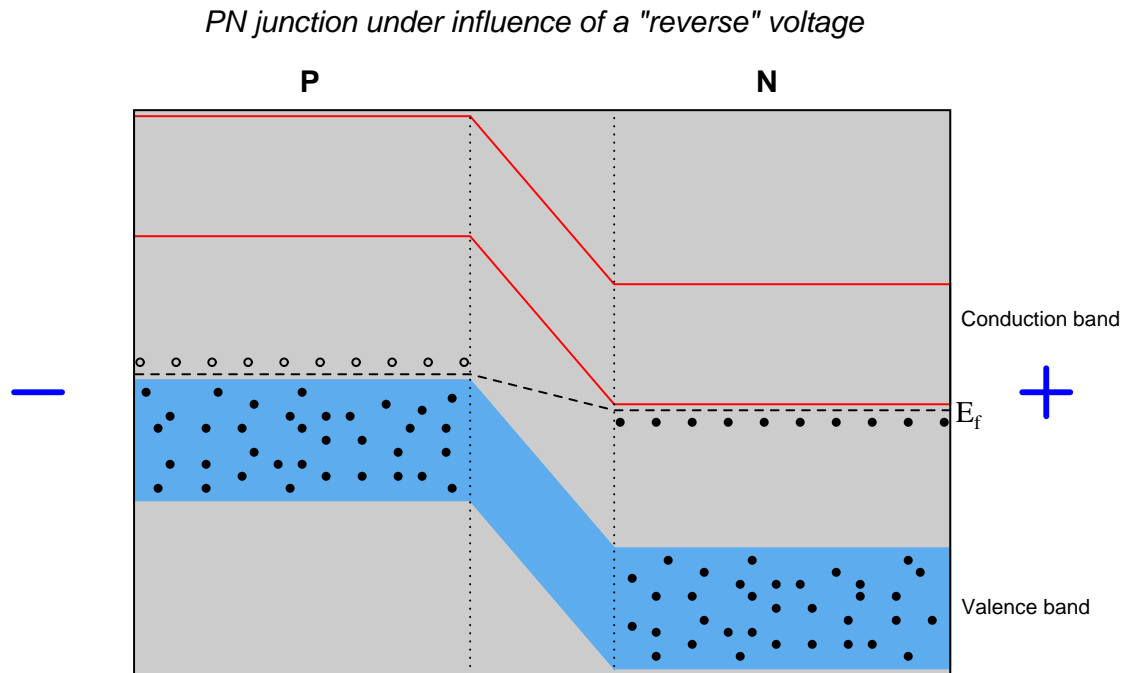 PN junction under influence of a "reverse" voltage
P
N
Conduction band
E_f
Valence band